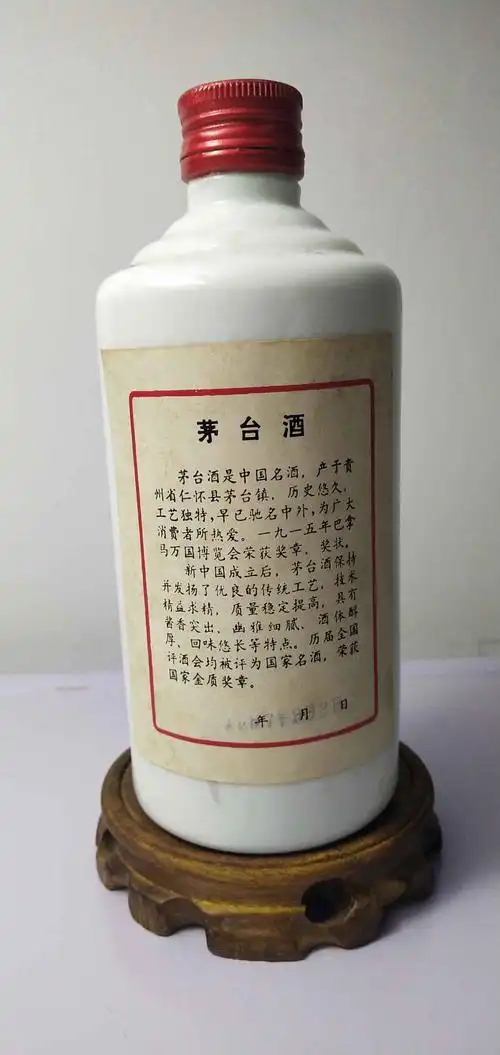 茅台酒
茅台酒是中国名酒，产于贵
州省仁怀县茅台镇，历史悠久，
工艺独特，早已驰名中外，为广大
消费者所热爱。一九一五年巴拿
马万国博览会荣获奖章、奖状。
新中国成立后，茅台酒保持
并发扬了优良的传统工艺，技术
精益求精，质量稳定提高，具有
酱香突出、幽雅细腻、酒体醇
厚、回味悠长等特点。历届全国
评酒会均被评为国家名酒，荣获
国家金质奖章。
年 月 日